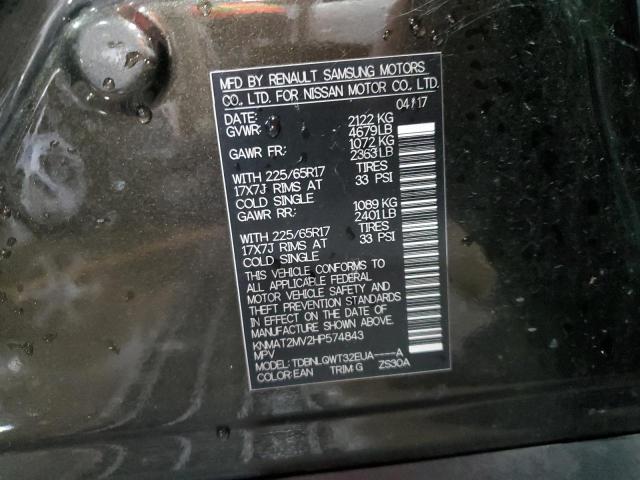 MFD BY RENAULT SAMSUNG MOTORS
CO., LTD. FOR NISSAN MOTOR CO., LTD.
DATE: 04/17
GVWR: 2122 KG
4679 LB
GAWR FR: 1072 KG
2363 LB
WITH 225/65R17 TIRES
17X7J RIMS AT 33 PSI
COLD SINGLE
GAWR RR: 1089 KG
2401 LB
WITH 225/65R17 TIRES
17X7J RIMS AT 33 PSI
COLD SINGLE
THIS VEHICLE CONFORMS TO
ALL APPLICABLE FEDERAL
MOTOR VEHICLE SAFETY AND
THEFT PREVENTION STANDARDS
IN EFFECT ON THE DATE OF
MANUFACTURE SHOWN ABOVE.
KNMAT2MV2HP574843
MPV
MODEL: TDBNLQWT32EUA----A
COLOR:EAN TRIM:G ZS30A